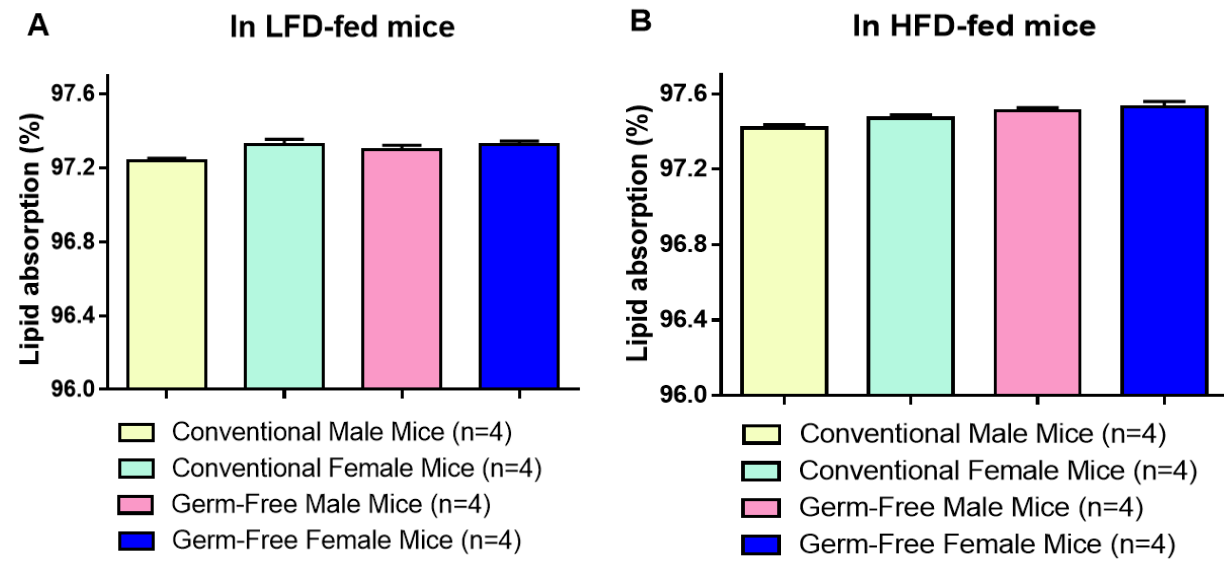 A
In LFD-fed mice
Lipid absorption (%)
97.6
97.2
96.8
96.4
96.0
Conventional Male Mice (n=4)
Conventional Female Mice (n=4)
Germ-Free Male Mice (n=4)
Germ-Free Female Mice (n=4)
B
In HFD-fed mice
Lipid absorption (%)
97.6
97.2
96.8
96.4
96.0
Conventional Male Mice (n=4)
Conventional Female Mice (n=4)
Germ-Free Male Mice (n=4)
Germ-Free Female Mice (n=4)